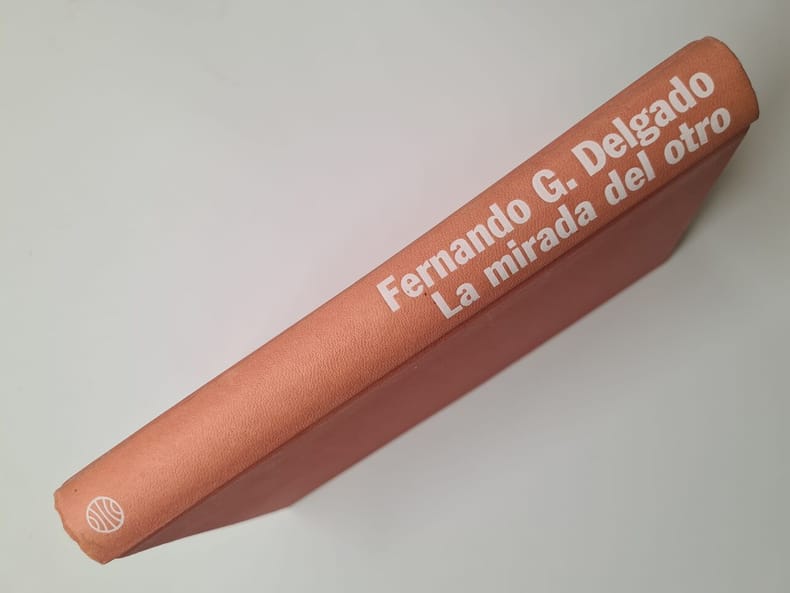 Fernando G. Delgado
La mirada del otro